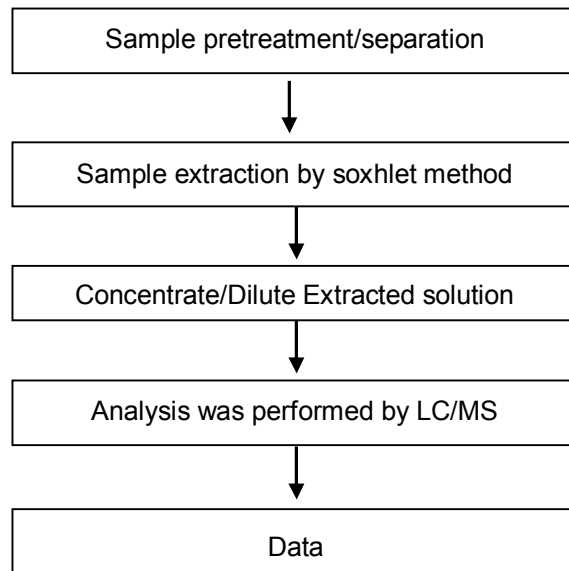 Sample pretreatment/separation
Sample extraction by soxhlet method
Concentrate/Dilute Extracted solution
Analysis was performed by LC/MS
Data